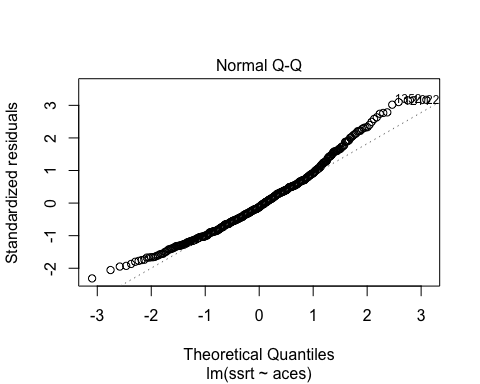 Normal Q-Q
Standardized residuals
3
2
1
0
-1
-2
-3 -2 -1 0 1 2 3
Theoretical Quantiles
lm(ssrt ~ aces)